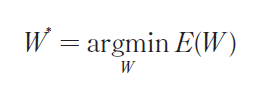 W* = argmin E(W)
W